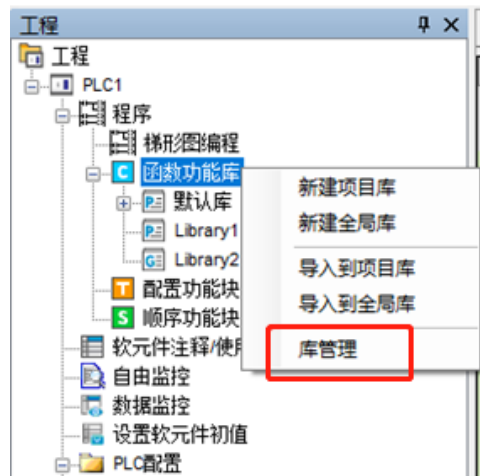 工程
工程
PLC1
程序
梯形图编程
函数功能库
默认库
Library1
Library2
配置功能块
顺序功能块
软元件注释/使用
自由监控
数据监控
设置软元件初值
PLC配置
新建项目库
新建全局库
导入到项目库
导入到全局库
库管理